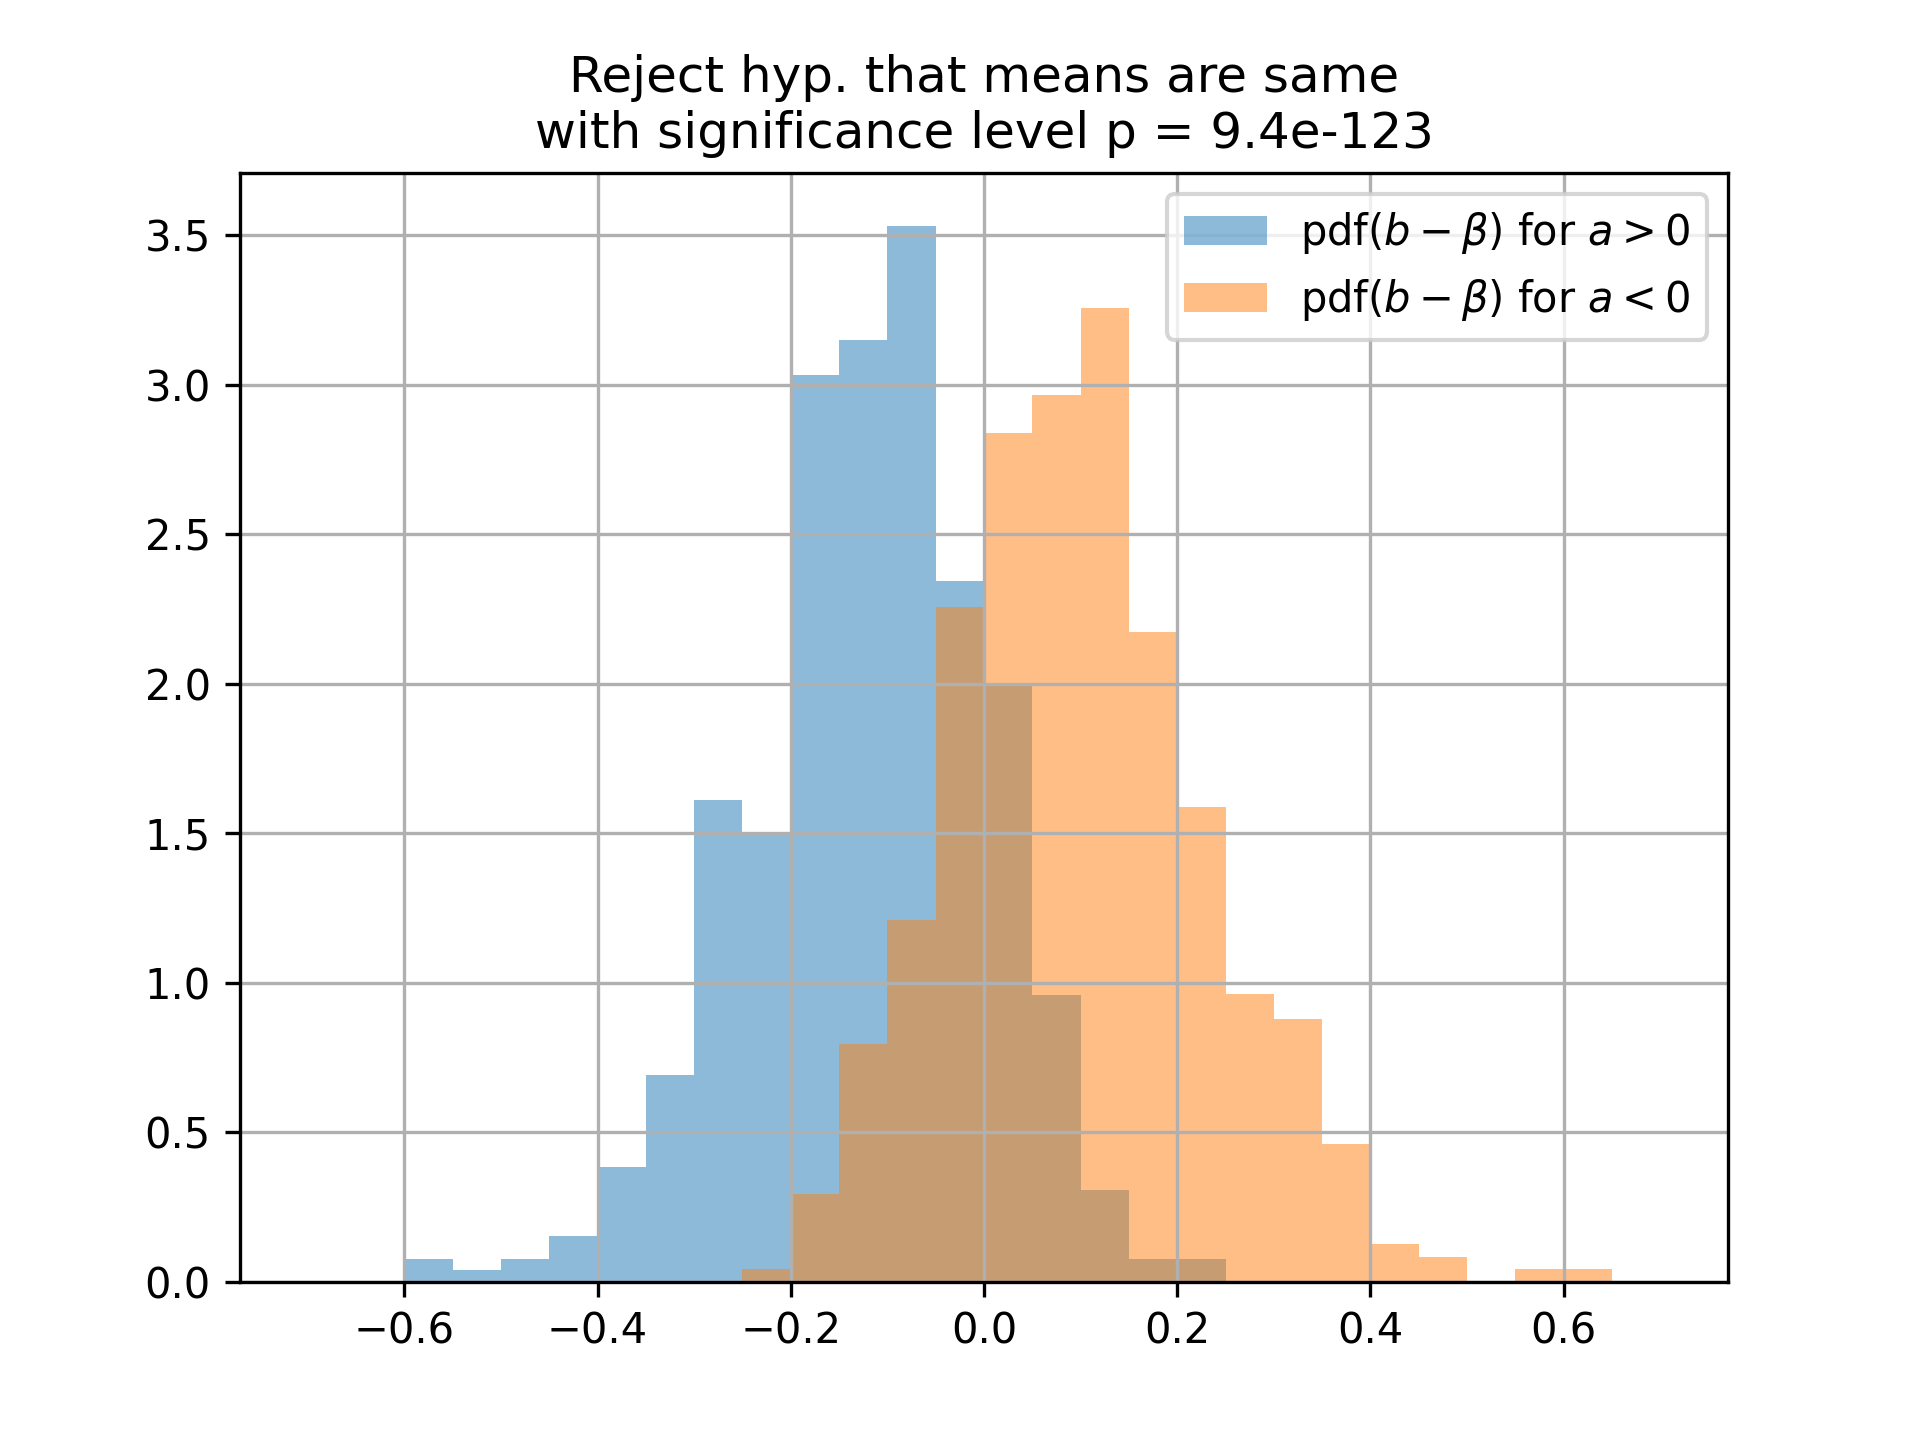 Reject hyp. that means are same
with significance level p = 9.4e-123
pdf(b − β) for a > 0
pdf(b − β) for a < 0
3.5
3.0
2.5
2.0
1.5
1.0
0.5
0.0
−0.6 −0.4 −0.2 0.0 0.2 0.4 0.6